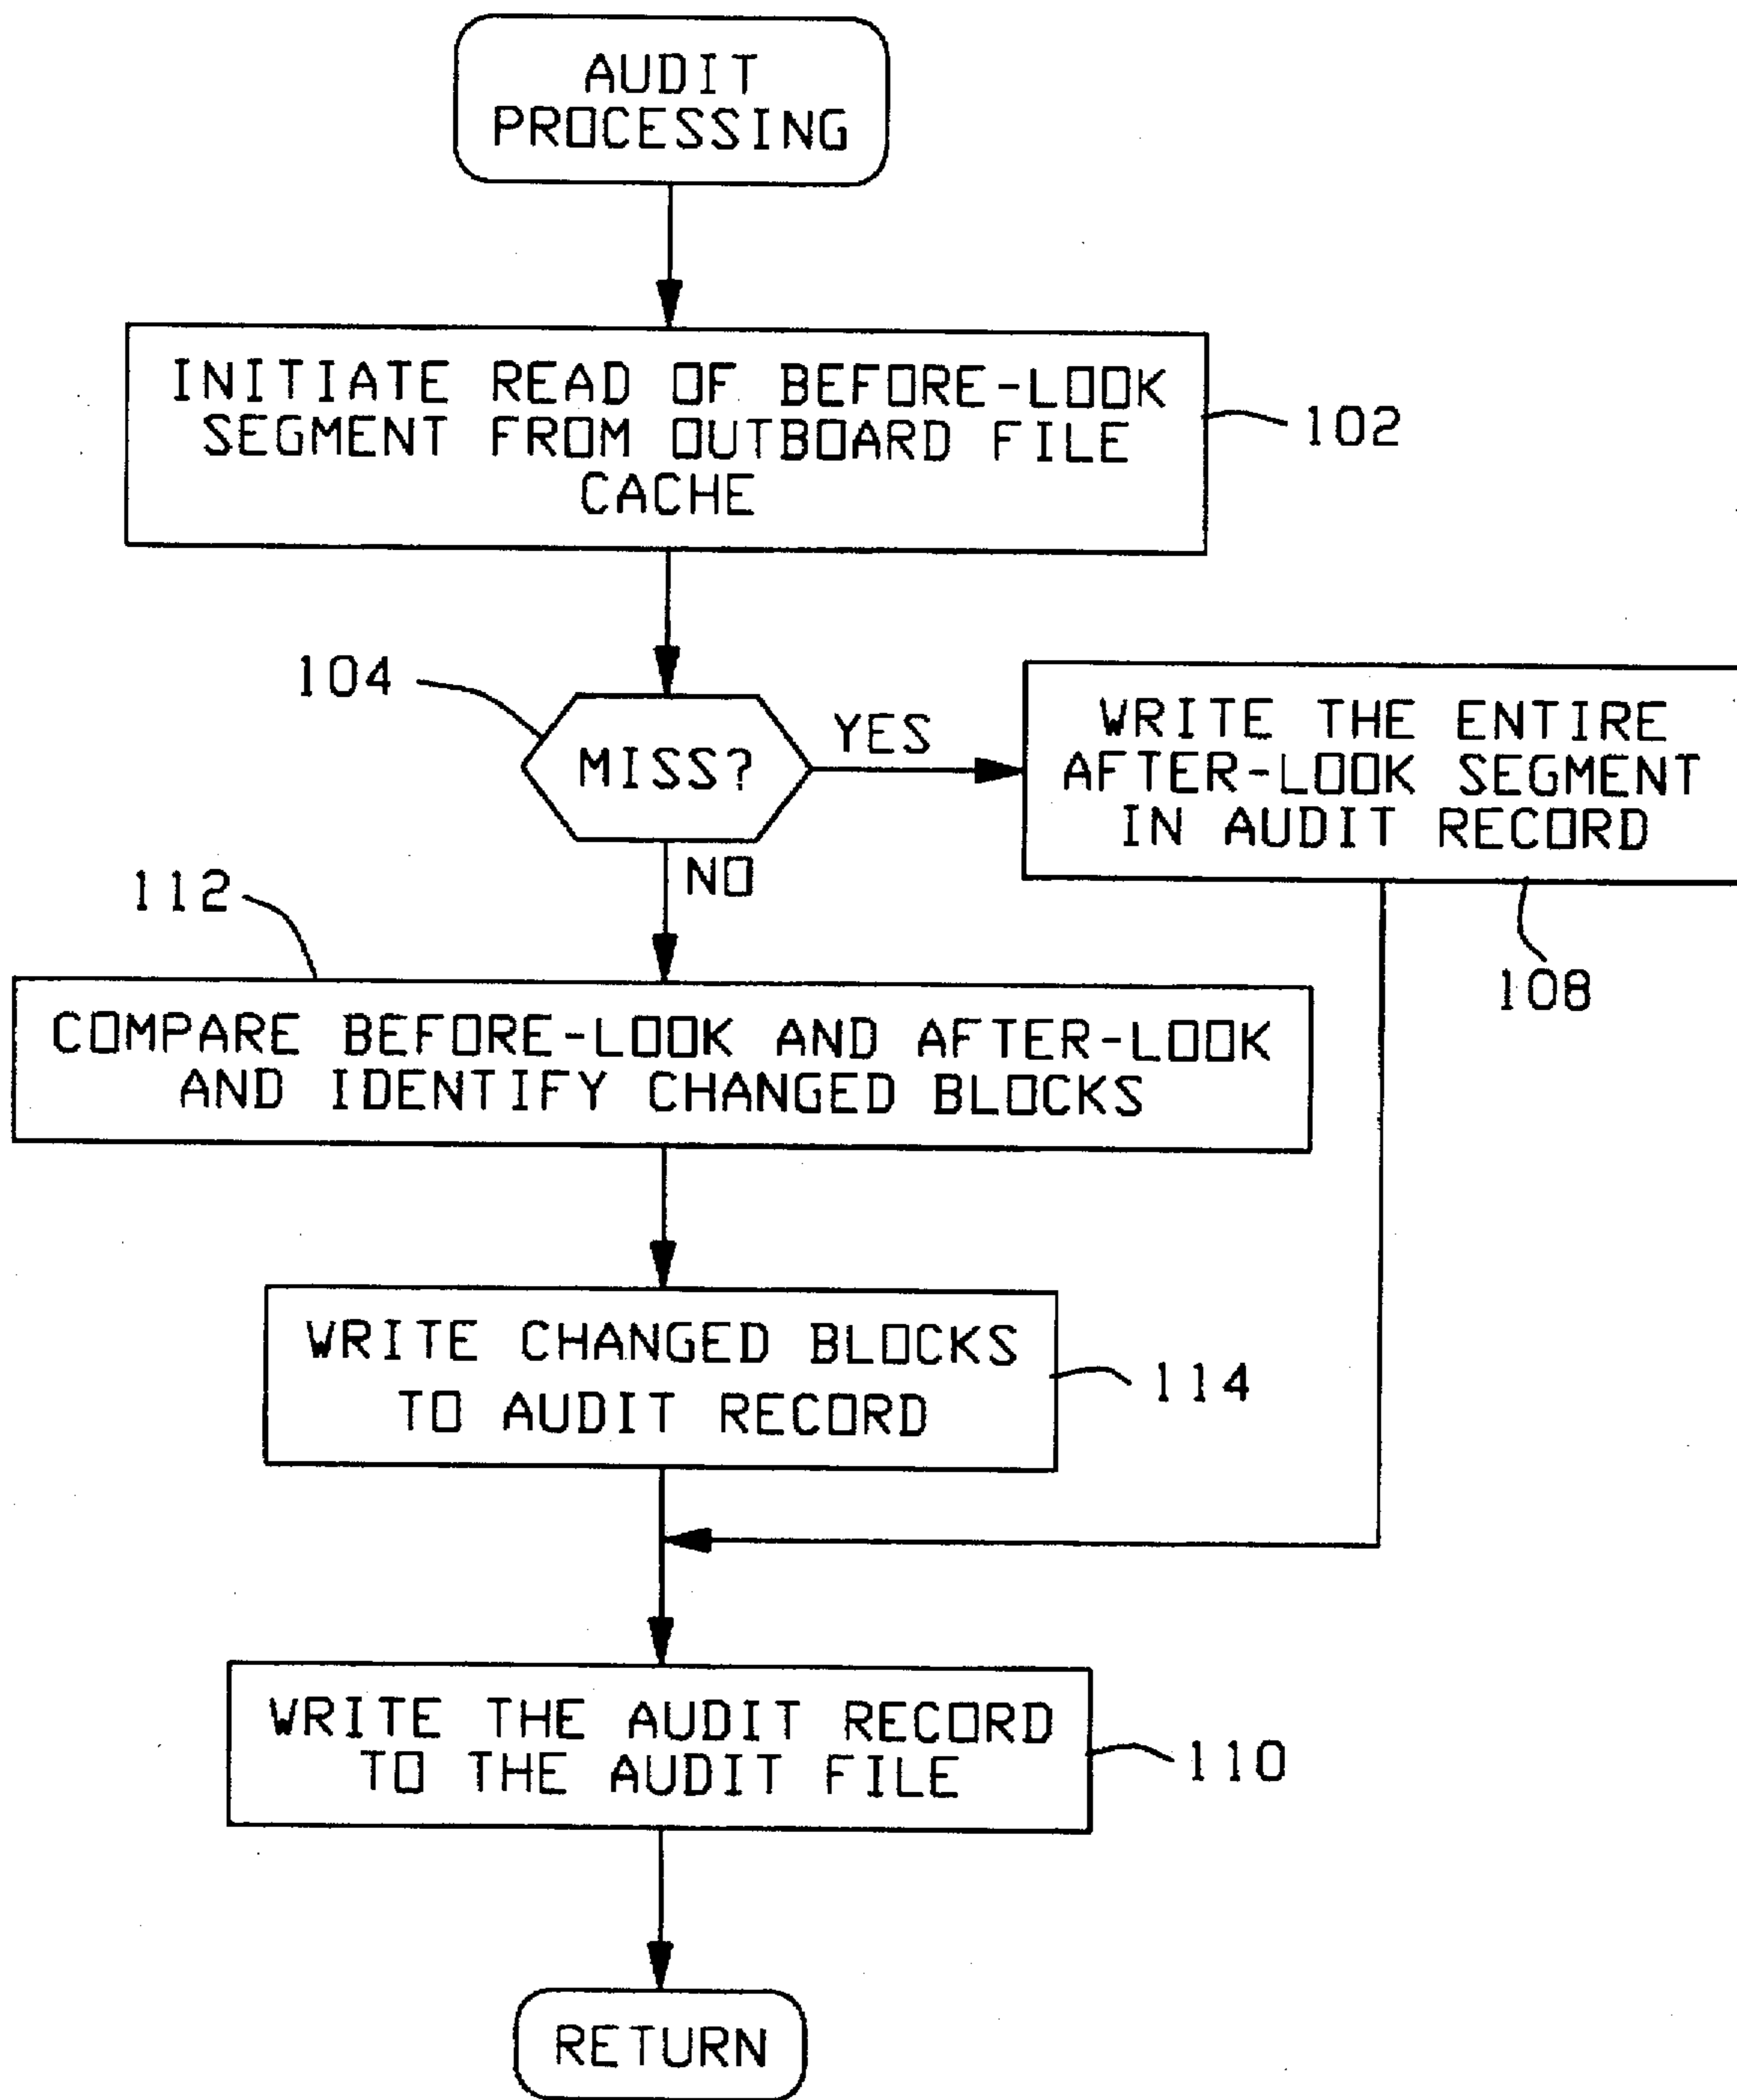 AUDIT
PROCESSING
INITIATE READ OF BEFORE-LOOK
SEGMENT FROM OUTBOARD FILE
CACHE
102
104
MISS?
YES
WRITE THE ENTIRE
AFTER-LOOK SEGMENT
IN AUDIT RECORD
108
NO
112
COMPARE BEFORE-LOOK AND AFTER-LOOK
AND IDENTIFY CHANGED BLOCKS
WRITE CHANGED BLOCKS
TO AUDIT RECORD
114
WRITE THE AUDIT RECORD
TO THE AUDIT FILE
110
RETURN